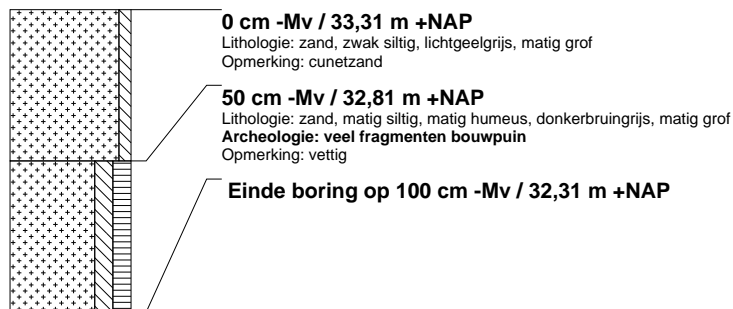 0 cm -Mv / 33,31 m +NAP
Lithologie: zand, zwak siltig, lichtgeelgrijs, matig grof
Opmerking: cunetzand
50 cm -Mv / 32,81 m +NAP
Lithologie: zand, matig siltig, matig humeus, donkerbruingrijs, matig grof
Archeologie: veel fragmenten bouwpuin
Opmerking: vettig
Einde boring op 100 cm -Mv / 32,31 m +NAP